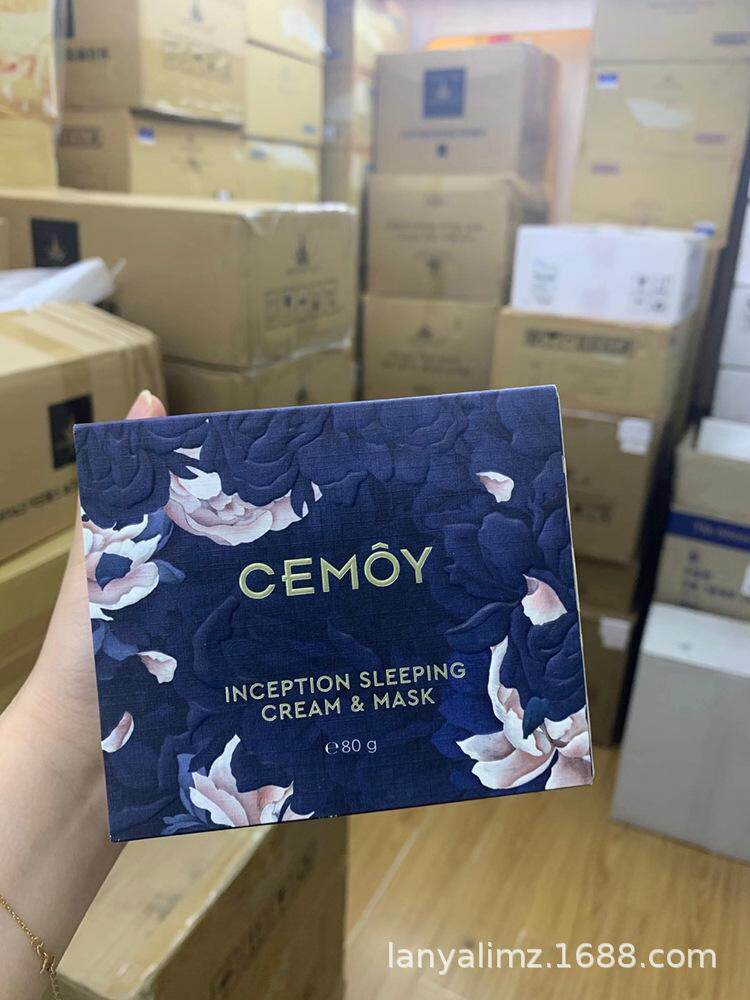 CEMÔY
INCEPTION SLEEPING
CREAM & MASK
℮80 g
lanyalimz.1688.com